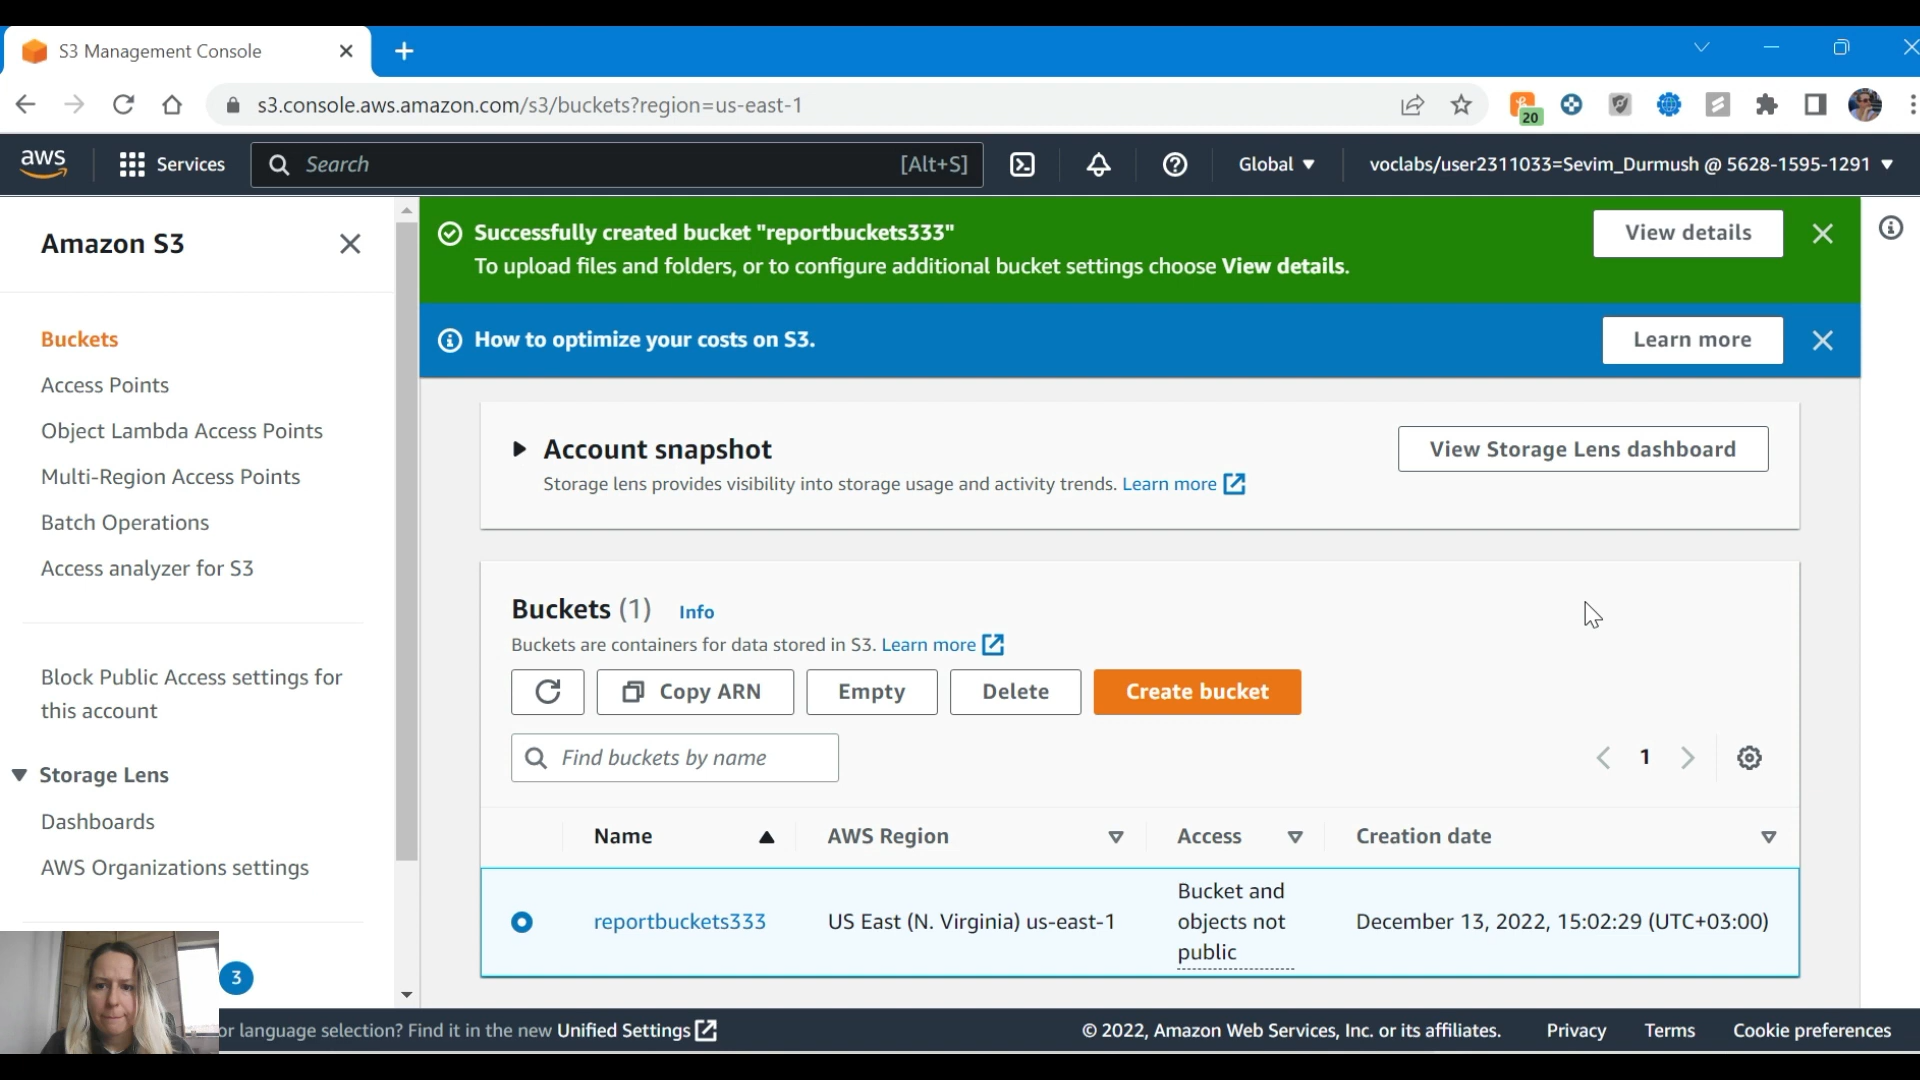 S3 Management Console
s3.console.aws.amazon.com/s3/buckets?region=us-east-1
20
aws
Services
Search
[Alt+S]
Global
voclabs/user2311033=Sevim_Durmush @ 5628-1595-1291
Amazon S3
Buckets
Access Points
Object Lambda Access Points
Multi-Region Access Points
Batch Operations
Access analyzer for S3
Block Public Access settings for
this account
Storage Lens
Dashboards
AWS Organizations settings
3
Successfully created bucket "reportbuckets333"
To upload files and folders, or to configure additional bucket settings choose View details.
View details
How to optimize your costs on S3.
Learn more
Account snapshot
Storage lens provides visibility into storage usage and activity trends. Learn more
View Storage Lens dashboard
Buckets (1) Info
Buckets are containers for data stored in S3. Learn more
Copy ARN
Empty
Delete
Create bucket
Find buckets by name
1
Name
AWS Region
Access
Creation date
reportbuckets333
US East (N. Virginia) us-east-1
Bucket and
objects not
public
December 13, 2022, 15:02:29 (UTC+03:00)
or language selection? Find it in the new Unified Settings
© 2022, Amazon Web Services, Inc. or its affiliates.
Privacy
Terms
Cookie preferences